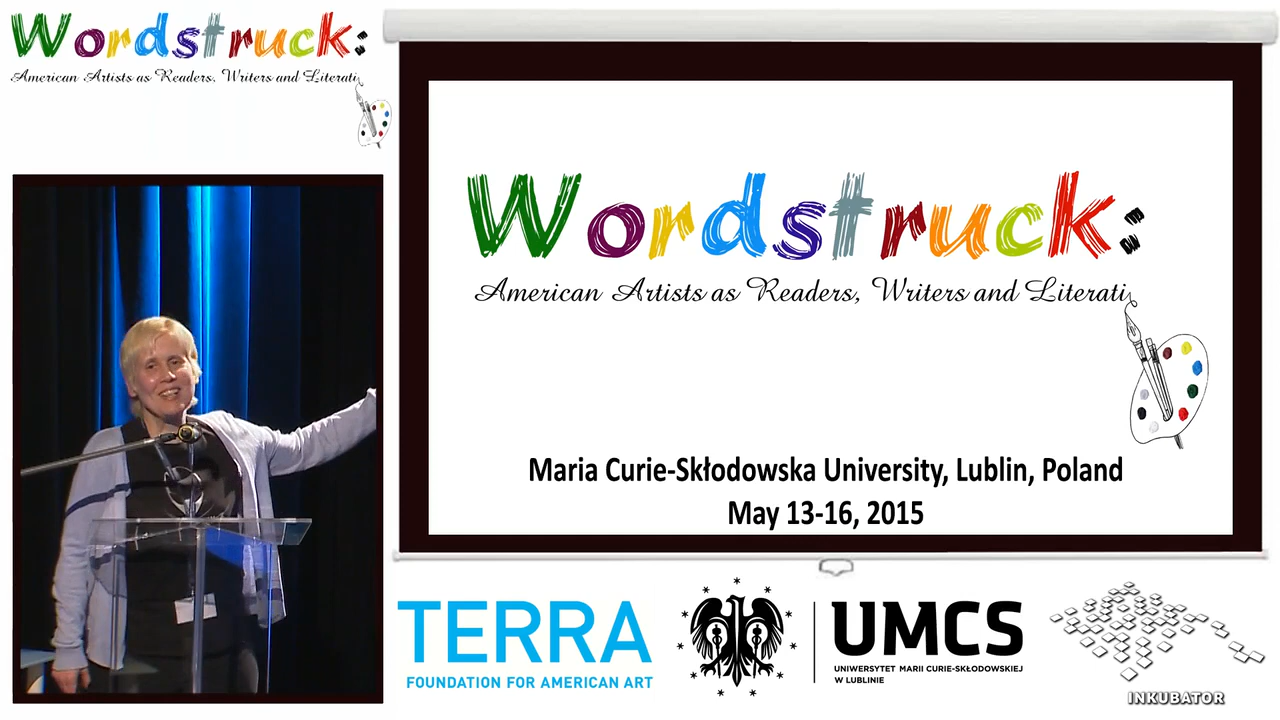 Wordstruck:
American Artists as Readers. Writers and Literati
Wordstruck:
American Artists as Readers, Writers and Literati
Maria Curie-Skłodowska University, Lublin, Poland
May 13-16, 2015
TERRA
FOUNDATION FOR AMERICAN ART
UMCS
UNIWERSYTET MARII CURIE-SKŁODOWSKIEJ
W LUBLINIE
INKUBATOR